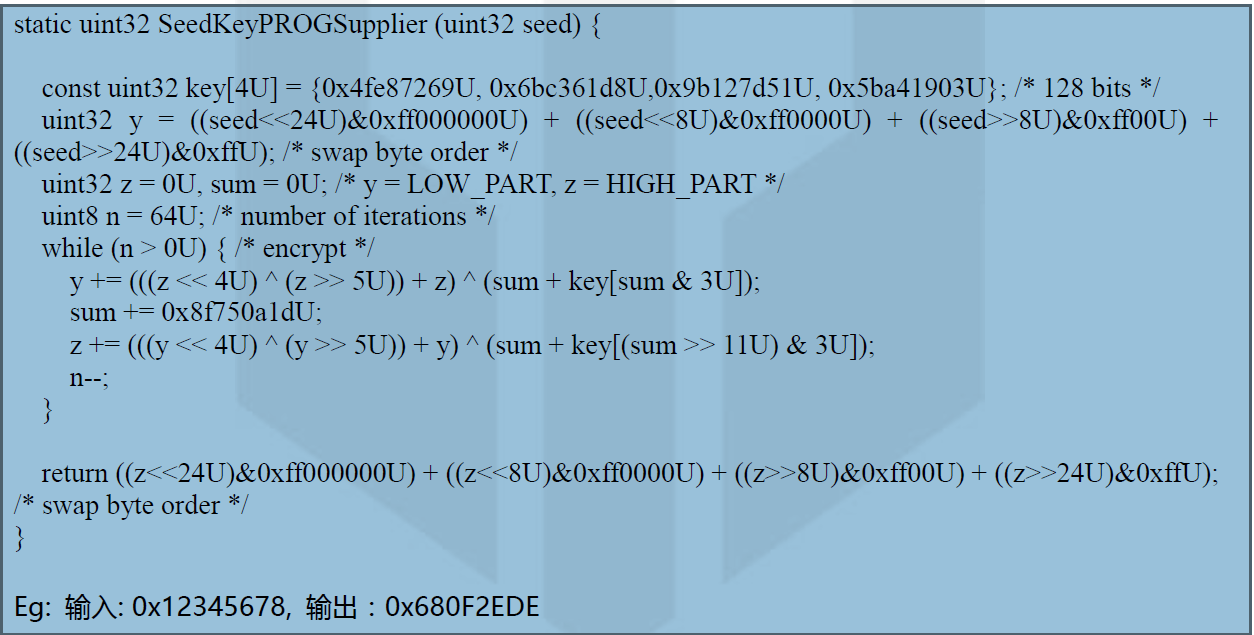 static uint32 SeedKeyPROGSupplier (uint32 seed) {
const uint32 key[4U] = {0x4fe87269U, 0x6bc361d8U,0x9b127d51U, 0x5ba41903U}; /* 128 bits */
uint32 y = ((seed<<24U)&0xff000000U) + ((seed<<8U)&0xff0000U) + ((seed>>8U)&0xff00U) +
((seed>>24U)&0xffU); /* swap byte order */
uint32 z = 0U, sum = 0U; /* y = LOW_PART, z = HIGH_PART */
uint8 n = 64U; /* number of iterations */
while (n > 0U) { /* encrypt */
y += (((z << 4U) ^ (z >> 5U)) + z) ^ (sum + key[sum & 3U]);
sum += 0x8f750a1dU;
z += (((y << 4U) ^ (y >> 5U)) + y) ^ (sum + key[(sum >> 11U) & 3U]);
n--;
}
return ((z<<24U)&0xff000000U) + ((z<<8U)&0xff0000U) + ((z>>8U)&0xff00U) + ((z>>24U)&0xffU);
/* swap byte order */
}
Eg: 输入: 0x12345678, 输出：0x680F2EDE